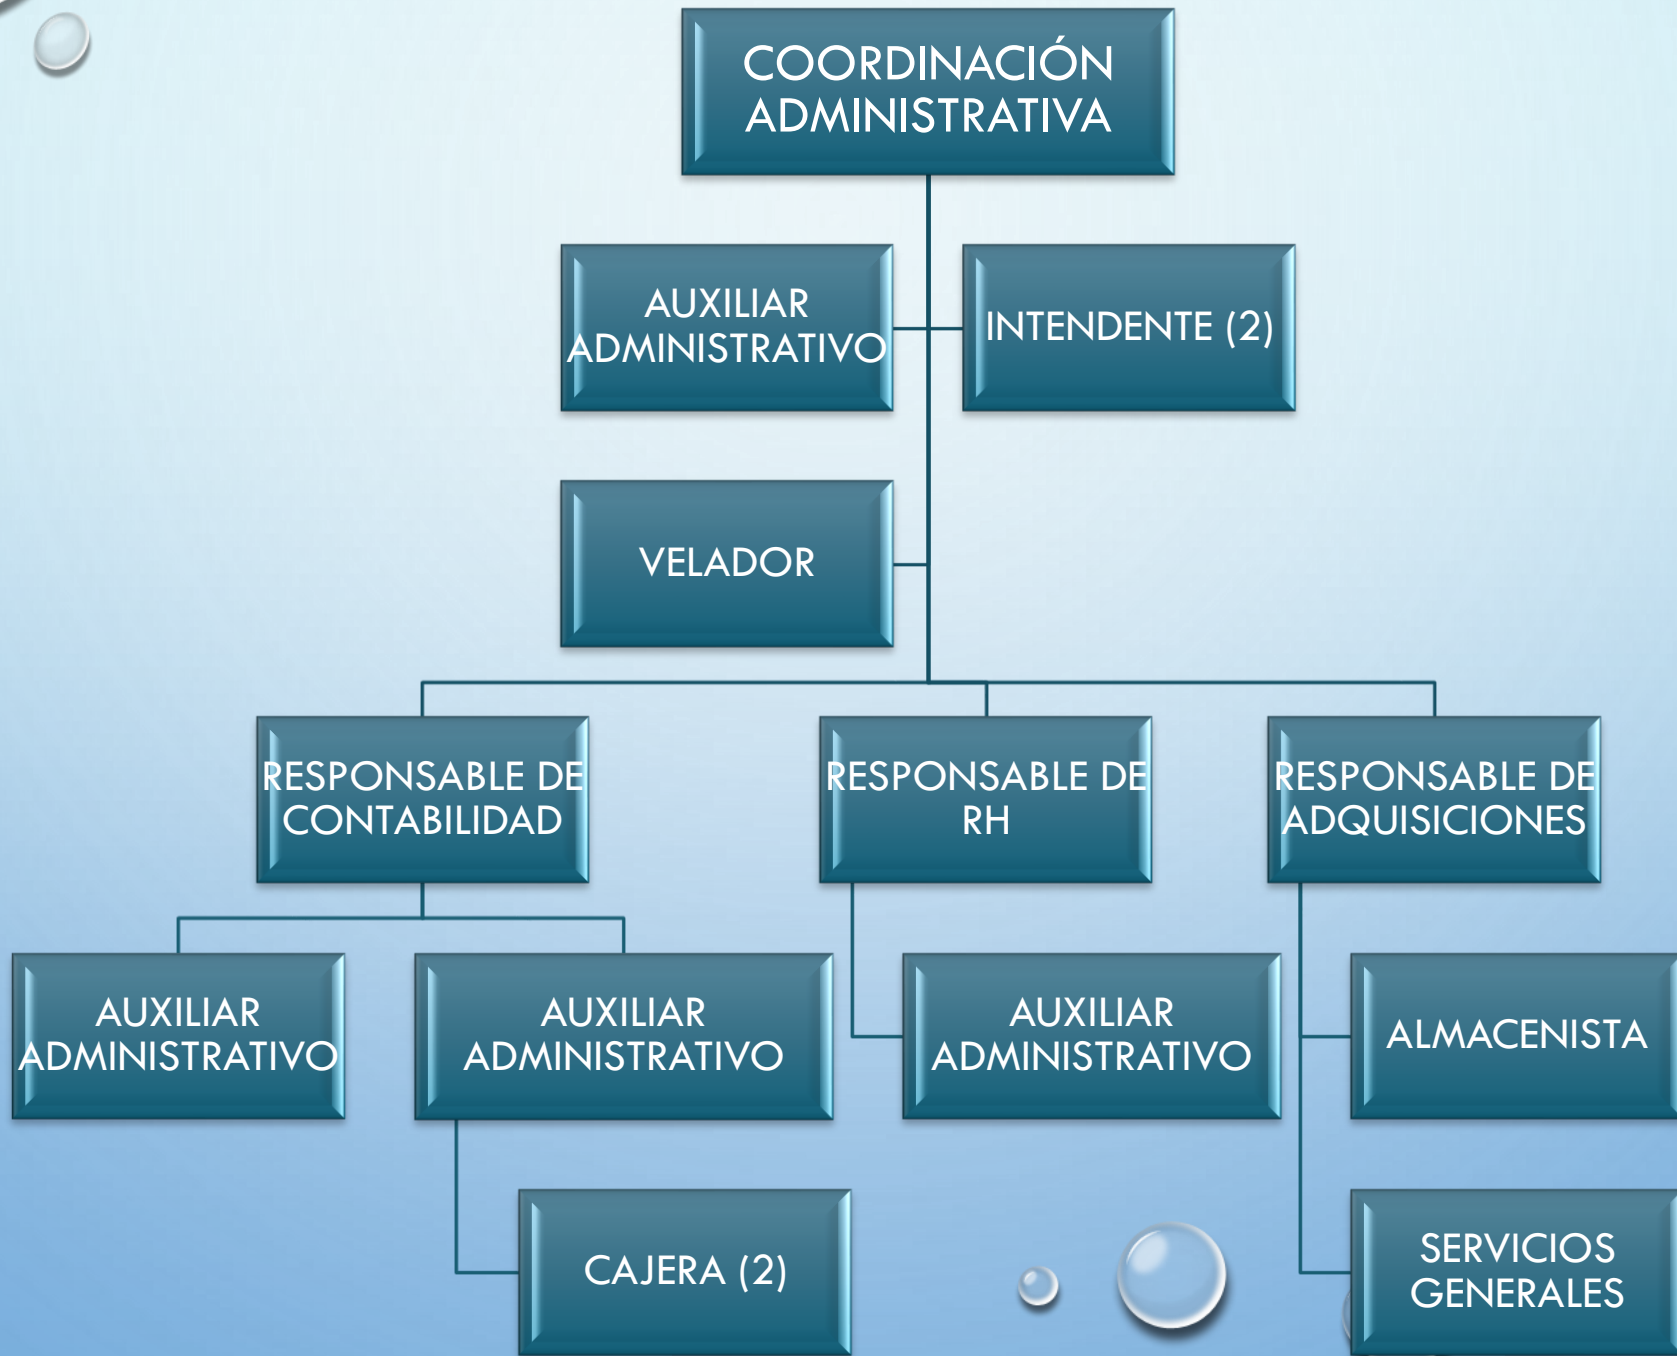 COORDINACIÓN
ADMINISTRATIVA
AUXILIAR
ADMINISTRATIVO
INTENDENTE (2)
VELADOR
RESPONSABLE DE
CONTABILIDAD
RESPONSABLE DE
RH
RESPONSABLE DE
ADQUISICIONES
AUXILIAR
ADMINISTRATIVO
AUXILIAR
ADMINISTRATIVO
AUXILIAR
ADMINISTRATIVO
ALMACENISTA
CAJERA (2)
SERVICIOS
GENERALES